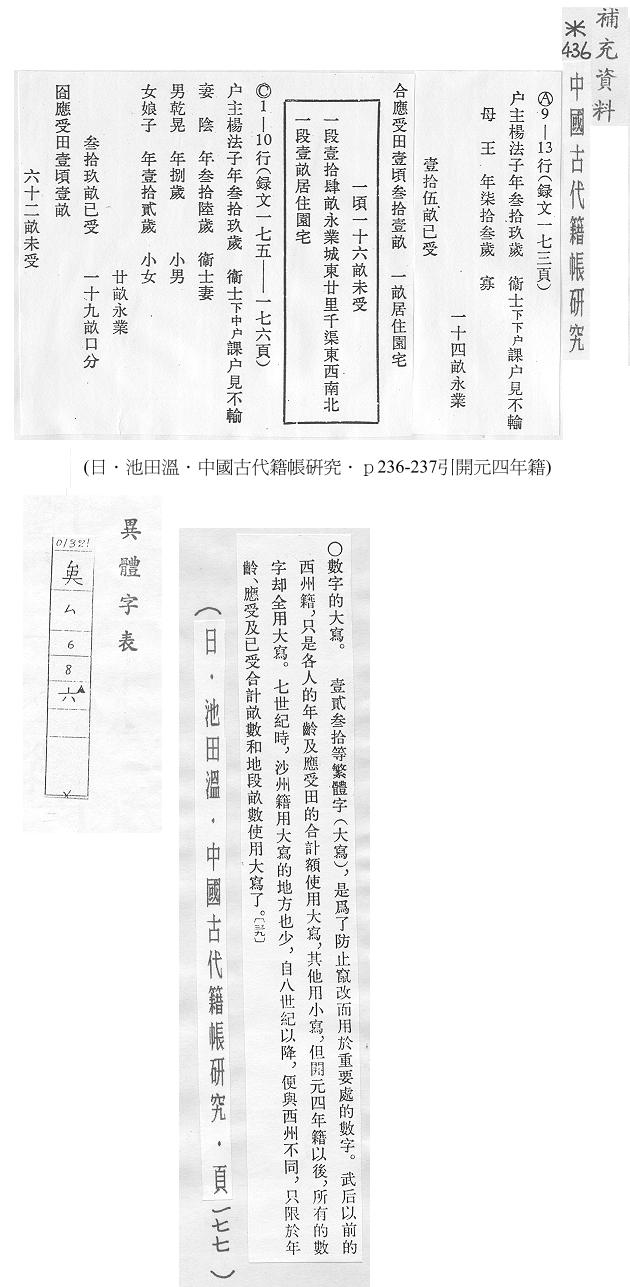 補充資料
＊436
中國古代籍帳研究
Ⓐ9—13行(録文一七三頁)
户主楊法子年叁拾玖歲　衞士下下户課户見不輸
母　王　年柒拾叁歲　寡
一十四畝永業
壹拾伍畝已受
合應受田壹頃叁拾壹畝　一畝居住園宅
一頃一十六畝未受
一段壹拾肆畝永業城東廿里千渠東西南北
一段壹畝居住園宅
Ⓒ1—10行(録文一七五——一七六頁)
户主楊法子年叁拾玖歲　衞士下中户課户見不輸
妻　陰　年叁拾陸歲　衞士妻
男乾晃　年捌歲　小男
女娘子　年壹拾貳歲　小女
廿畝永業
叁拾玖畝已受　一十九畝口分
應受田壹頃壹畝
六十二畝未受
(日．池田溫．中國古代籍帳研究．ｐ236-237引開元四年籍)
異體字表
01321
ㄙ
6
8
六
×
○數字的大寫。　壹貳叁拾等繁體字(大寫)，是爲了防止竄改而用於重要處的數字。　武后以前的
西州籍，只是各人的年齡及應受田的合計額使用大寫，其他用小寫，但開元四年籍以後，所有的數
字却全用大寫。　七世紀時，沙州籍用大寫的地方也少，自八世紀以降，便與西州不同，只限於年
齡、應受及已受合計畝數和地段畝數使用大寫了。〔三九〕
(日．池田溫．中國古代籍帳研究．頁一七七)